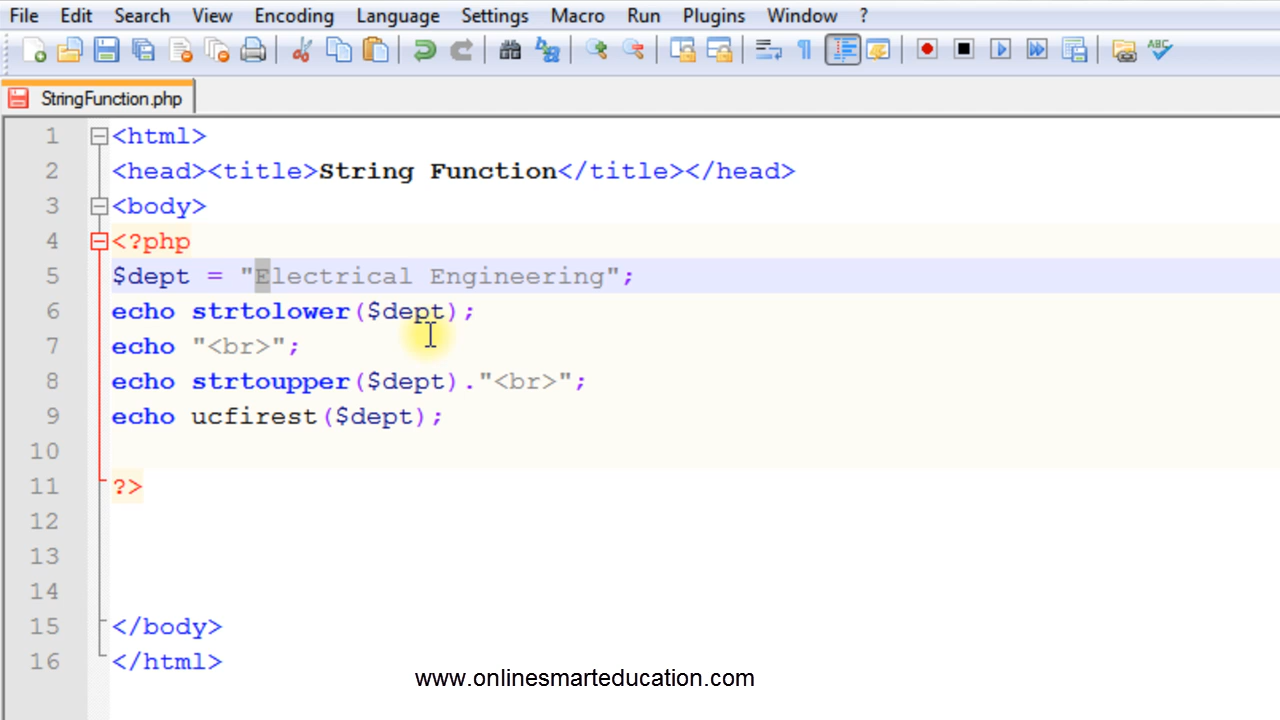 File Edit Search View Encoding Language Settings Macro Run Plugins Window ?
ABC
StringFunction.php
1 <html>
2 <head><title>String Function</title></head>
3 <body>
4 <?php
5 $dept = "Electrical Engineering";
6 echo strtolower($dept);
7 echo "<br>";
8 echo strtoupper($dept)."<br>";
9 echo ucfirest($dept);
10
11 ?>
12
13
14
15 </body>
16 </html>
www.onlinesmarteducation.com